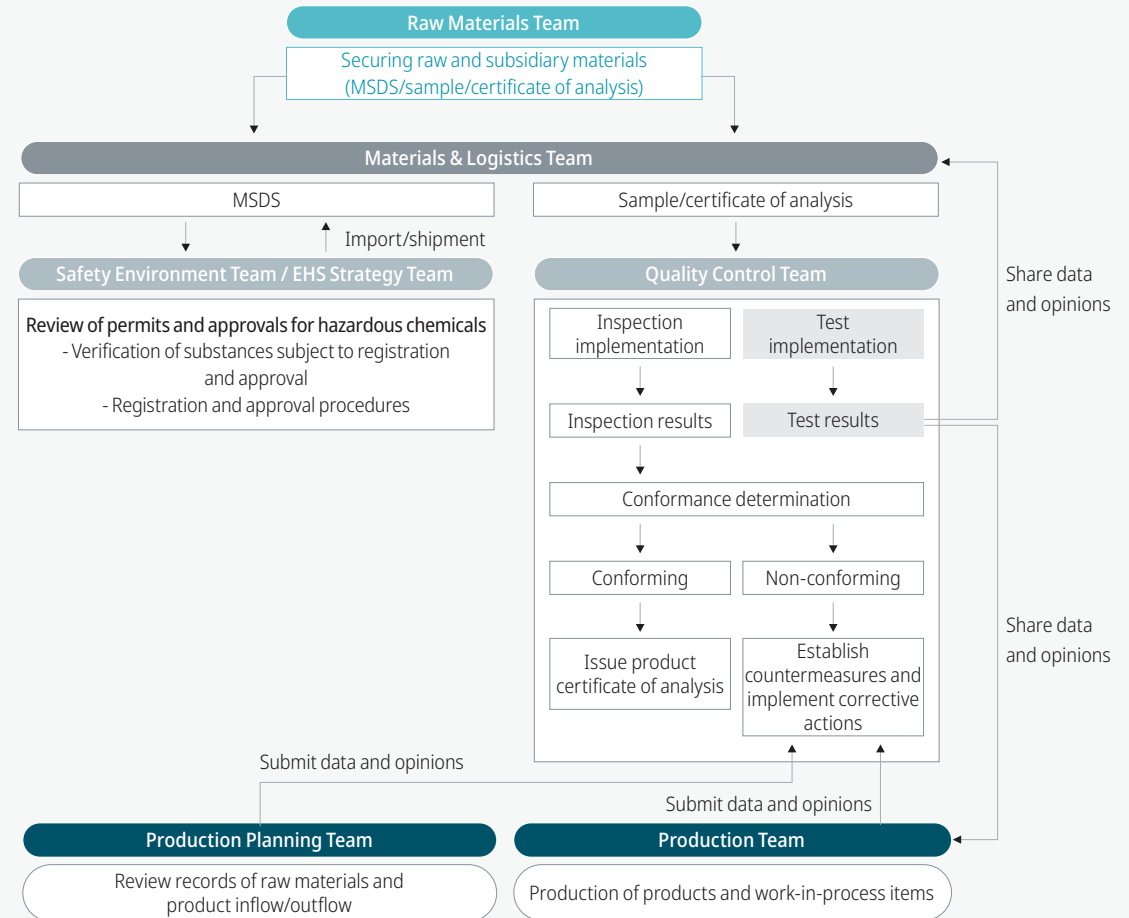 Raw Materials Team
Securing raw and subsidiary materials
(MSDS/sample/certificate of analysis)
Materials & Logistics Team
MSDS
Sample/certificate of analysis
Import/shipment
Safety Environment Team / EHS Strategy Team
Review of permits and approvals for hazardous chemicals
- Verification of substances subject to registration
and approval
- Registration and approval procedures
Quality Control Team
Inspection
implementation
Test
implementation
Inspection results
Test results
Conformance determination
Conforming
Non-conforming
Issue product
certificate of analysis
Establish
countermeasures and
implement corrective
actions
Share data
and opinions
Share data
and opinions
Submit data and opinions
Submit data and opinions
Production Planning Team
Review records of raw materials and
product inflow/outflow
Production Team
Production of products and work-in-process items